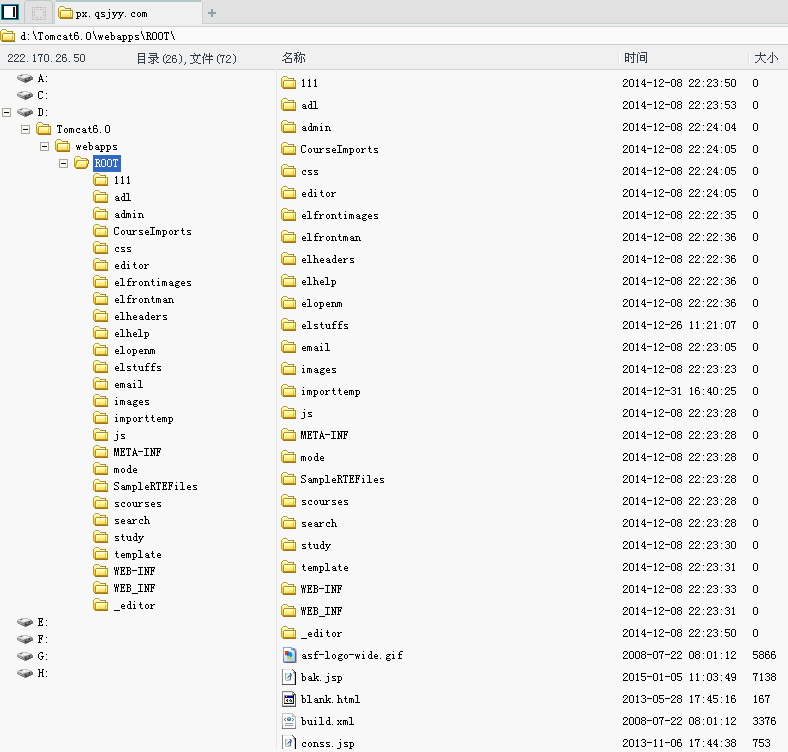 px.qsjyy.com
d:\Tomcat6.0\webapps\ROOT\
222.170.26.50 目录(26),文件(72) 名称 时间 大小
A:
C:
D:
Tomcat6.0
webapps
ROOT
111
adl
admin
CourseImports
css
editor
elfrontimages
elfrontman
elheaders
elhelp
elopenm
elstuffs
email
images
importtemp
js
META-INF
mode
SampleRTEFiles
scourses
search
study
template
WEB-INF
WEB_INF
_editor
E:
F:
G:
H:
111 2014-12-08 22:23:50 0
adl 2014-12-08 22:23:53 0
admin 2014-12-08 22:24:04 0
CourseImports 2014-12-08 22:24:05 0
css 2014-12-08 22:24:05 0
editor 2014-12-08 22:24:05 0
elfrontimages 2014-12-08 22:22:35 0
elfrontman 2014-12-08 22:22:36 0
elheaders 2014-12-08 22:22:36 0
elhelp 2014-12-08 22:22:36 0
elopenm 2014-12-08 22:22:36 0
elstuffs 2014-12-26 11:21:07 0
email 2014-12-08 22:23:05 0
images 2014-12-08 22:23:23 0
importtemp 2014-12-31 16:40:25 0
js 2014-12-08 22:23:28 0
META-INF 2014-12-08 22:23:28 0
mode 2014-12-08 22:23:28 0
SampleRTEFiles 2014-12-08 22:23:28 0
scourses 2014-12-08 22:23:28 0
search 2014-12-08 22:23:28 0
study 2014-12-08 22:23:30 0
template 2014-12-08 22:23:31 0
WEB-INF 2014-12-08 22:23:33 0
WEB_INF 2014-12-08 22:23:31 0
_editor 2014-12-08 22:23:50 0
asf-logo-wide.gif 2008-07-22 08:01:12 5866
bak.jsp 2015-01-05 11:03:49 7138
blank.html 2013-05-28 17:45:16 167
build.xml 2008-07-22 08:01:12 3376
conss.jsp 2013-11-06 17:44:38 753